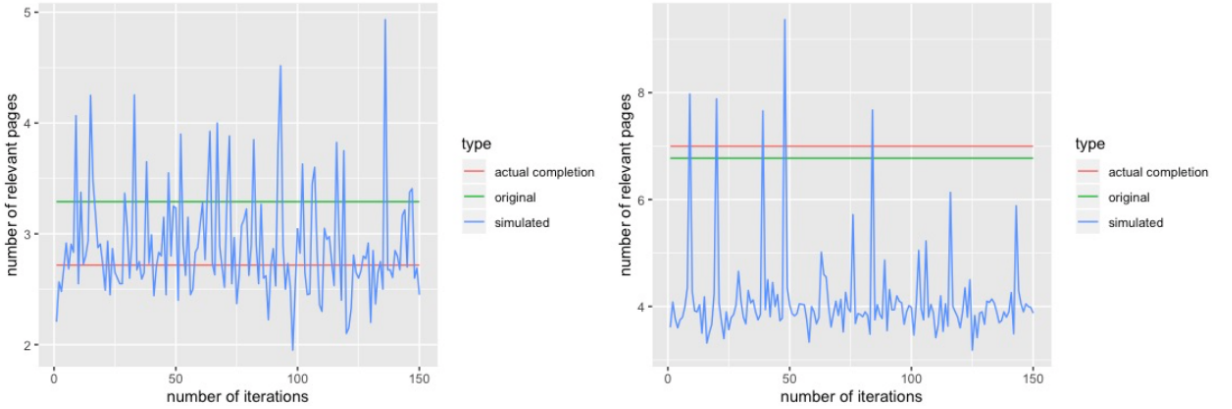 5
4
3
2
number of relevant pages
0
50
100
150
number of iterations
type
actual completion
original
simulated
8
6
4
number of relevant pages
0
50
100
150
number of iterations
type
actual completion
original
simulated